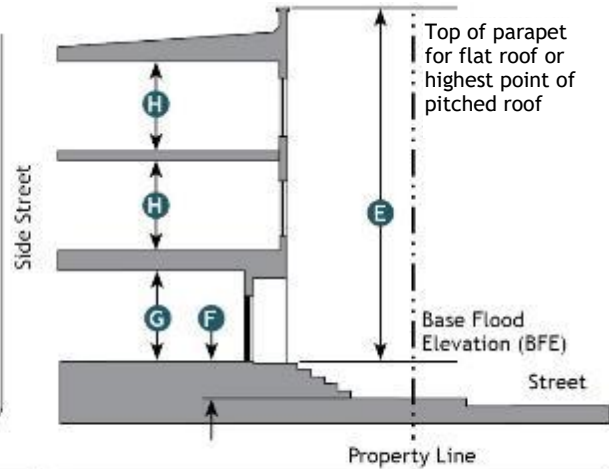 Top of parapet
for flat roof or
highest point of
pitched roof
H
Side Street
H
E
G
F
Base Flood
Elevation (BFE)
Street
Property Line